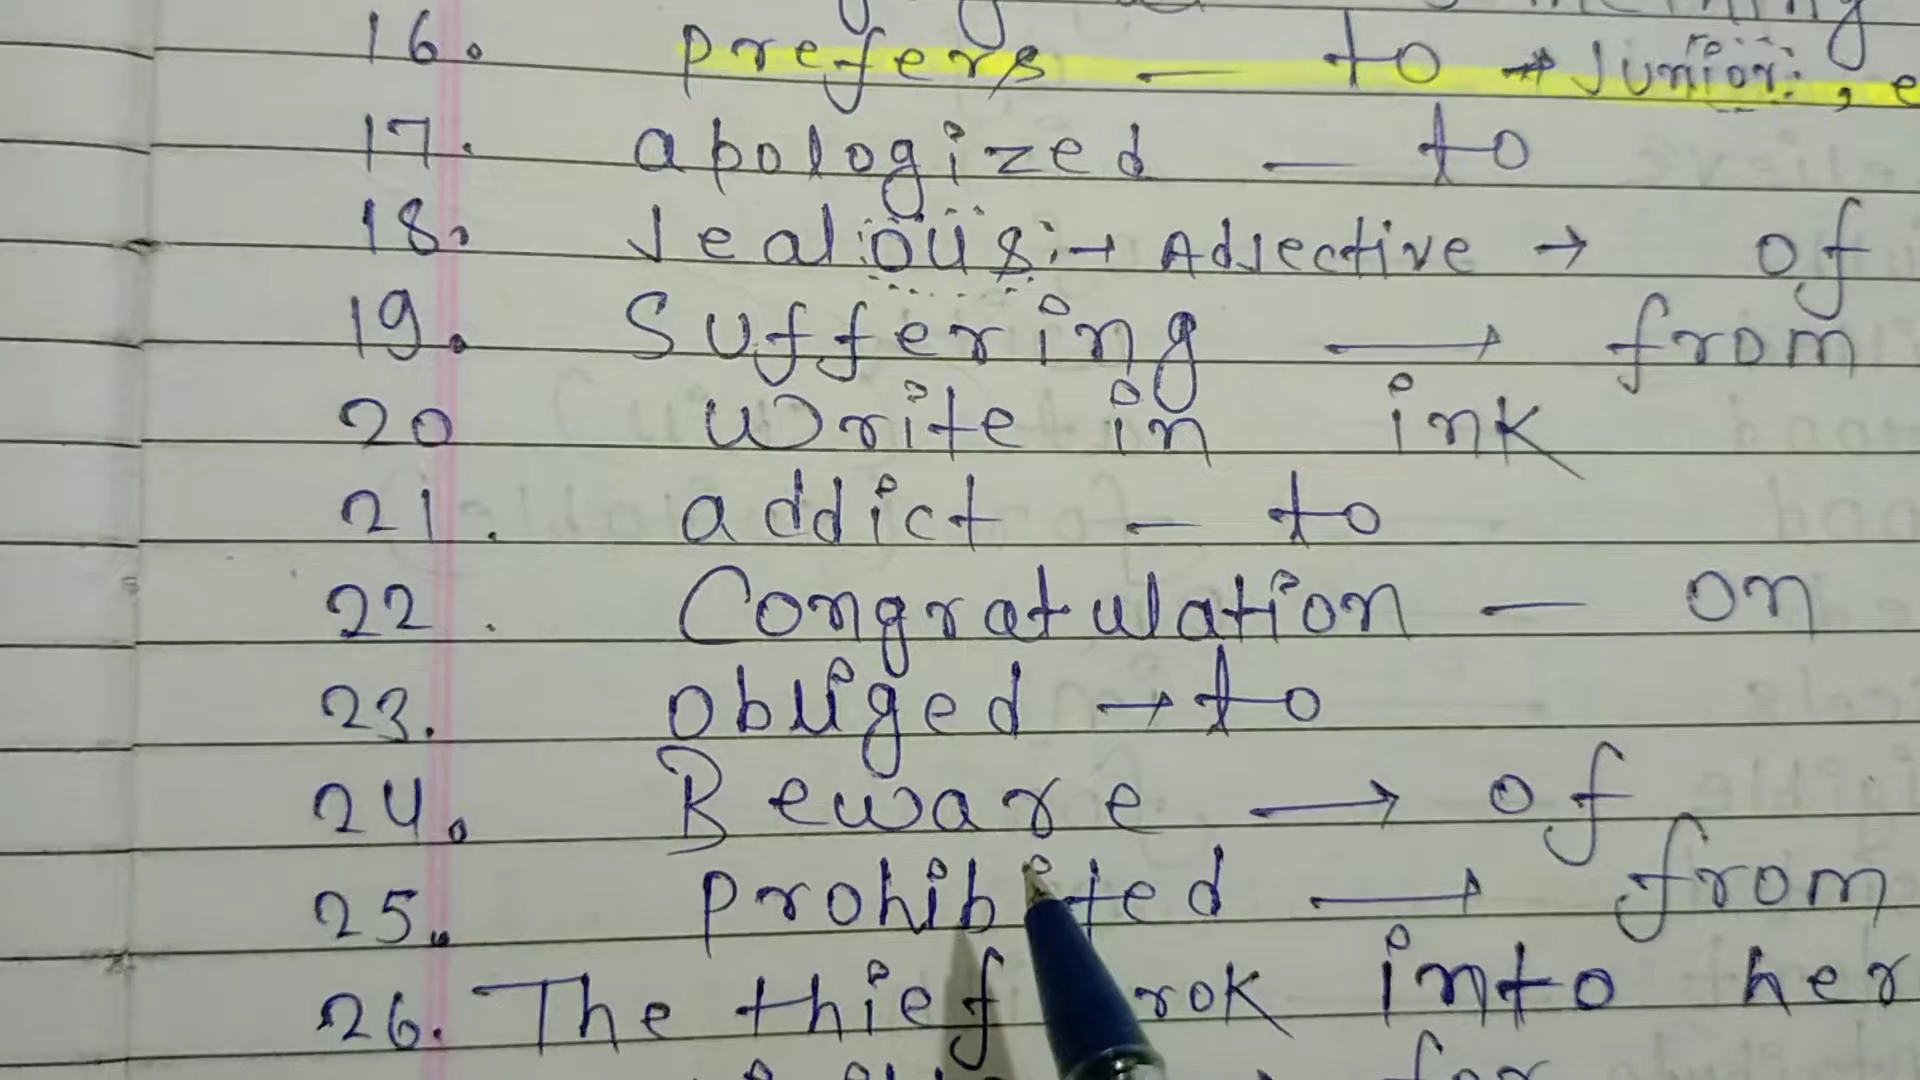 16. prefers — to → Junior, e
17. apologized — to
18. Jealous → Adjective → of
19. Suffering → from
20 Write in ink
21. addict — to
22. Congratulation — on
23. obliged → to
24. Beware → of
25. Prohibited → from
26. The thief rok into her
for